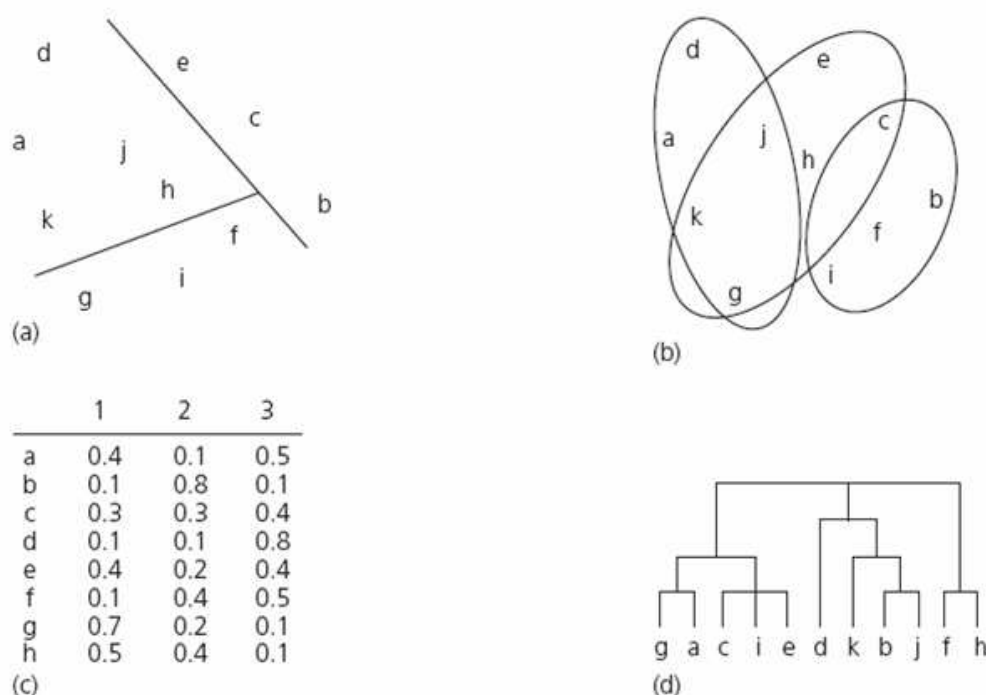 d
e
c
a
j
h
b
k
f
i
g
(a)
d
e
c
a
j
h
b
k
f
i
g
(b)
1 2 3
a 0.4 0.1 0.5
b 0.1 0.8 0.1
c 0.3 0.3 0.4
d 0.1 0.1 0.8
e 0.4 0.2 0.4
f 0.1 0.4 0.5
g 0.7 0.2 0.1
h 0.5 0.4 0.1
(c)
g a c i e d k b j f h
(d)